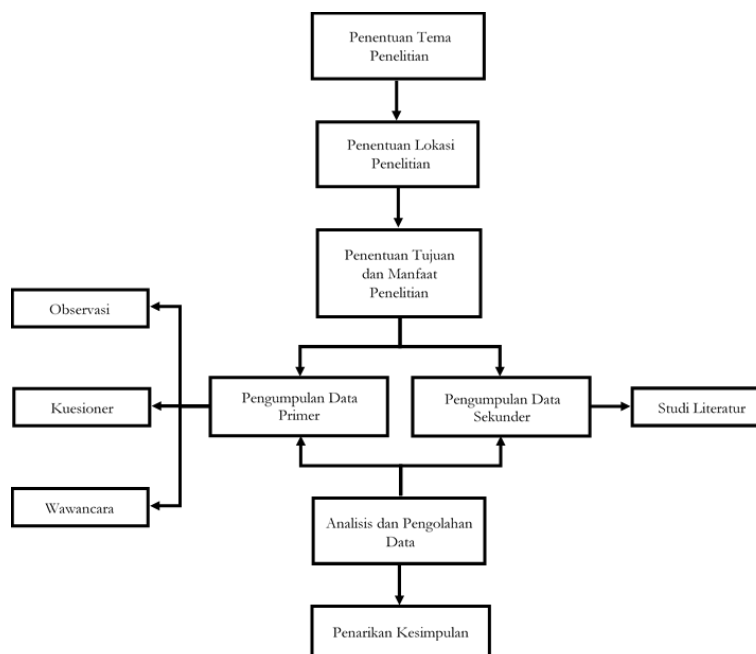 Penentuan Tema
Penelitian
Penentuan Lokasi
Penelitian
Penentuan Tujuan
dan Manfaat
Penelitian
Observasi
Kuesioner
Wawancara
Pengumpulan Data
Primer
Pengumpulan Data
Sekunder
Studi Literatur
Analisis dan Pengolahan
Data
Penarikan Kesimpulan